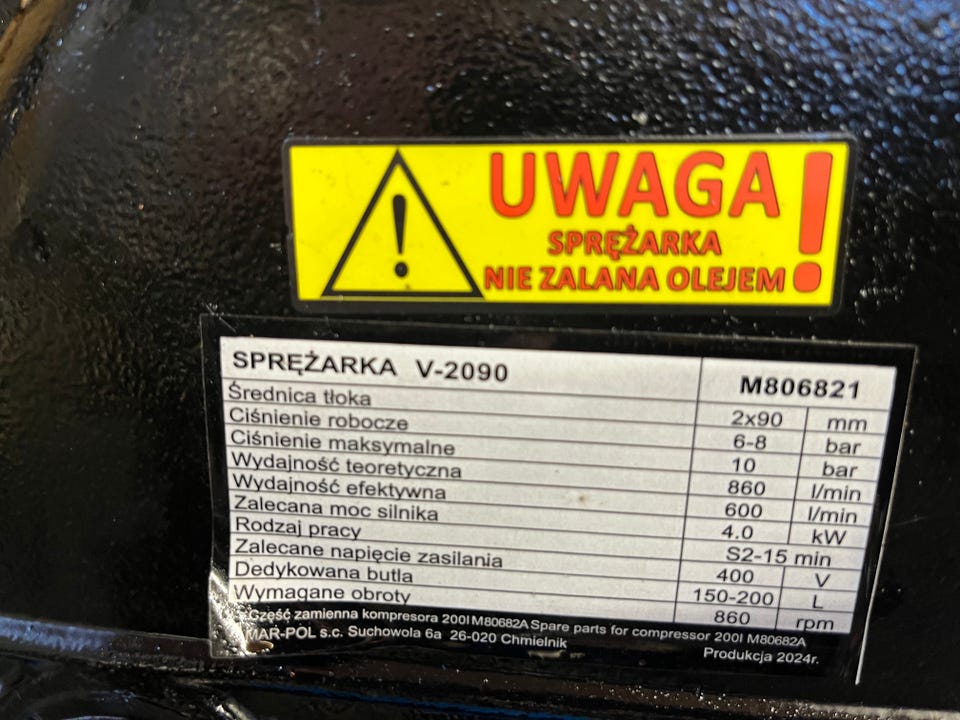 UWAGA!
SPRĘŻARKA
NIE ZALANA OLEJEM
SPRĘŻARKA V-2090 M806821
Średnica tłoka 2x90 mm
Ciśnienie robocze 6-8 bar
Ciśnienie maksymalne 10 bar
Wydajność teoretyczna 860 l/min
Wydajność efektywna 600 l/min
Zalecana moc silnika 4.0 kW
Rodzaj pracy S2-15 min
Zalecane napięcie zasilania 400 V
Dedykowana butla 150-200 L
Wymagane obroty 860 rpm
Część zamienna kompresora 200l M80682A Spare parts for compressor 200l M80682A
MAR-POL s.c. Suchowola 6a 26-020 Chmielnik
Produkcja 2024r.